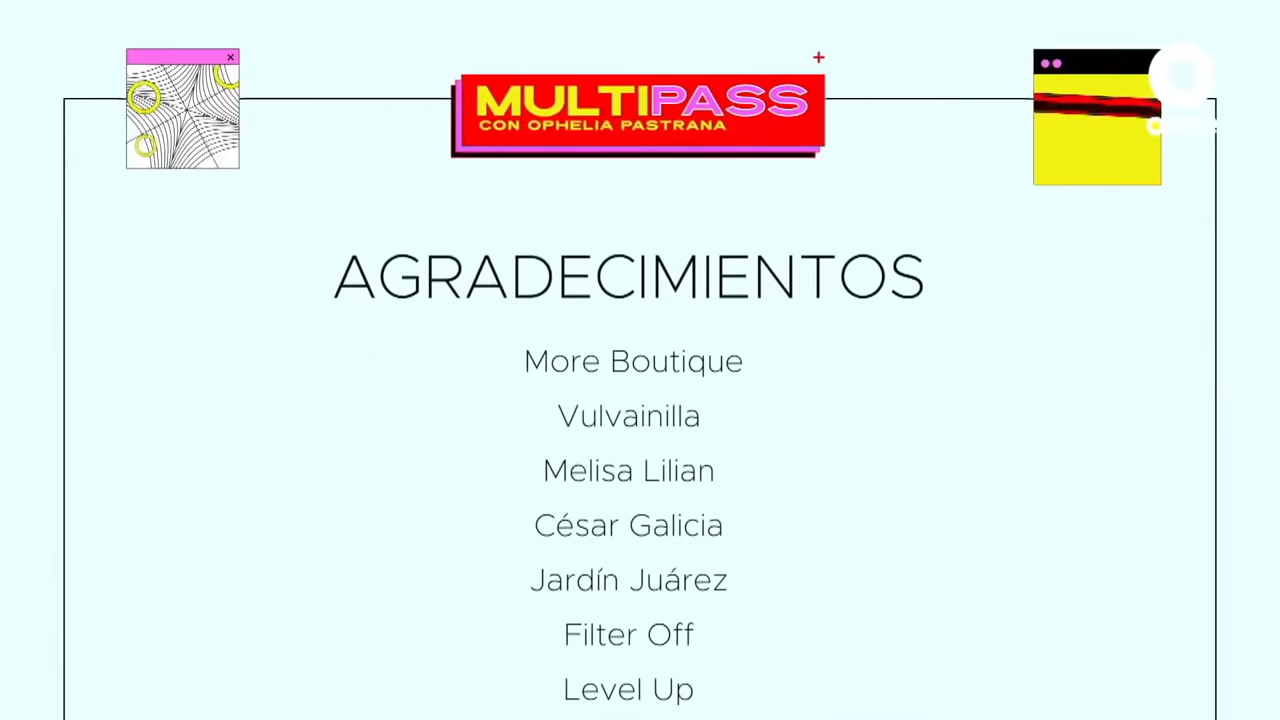 MULTIPASS
CON OPHELIA PASTRANA
AGRADECIMIENTOS
More Boutique
Vulvainilla
Melisa Lilian
César Galicia
Jardín Juárez
Filter Off
Level Up